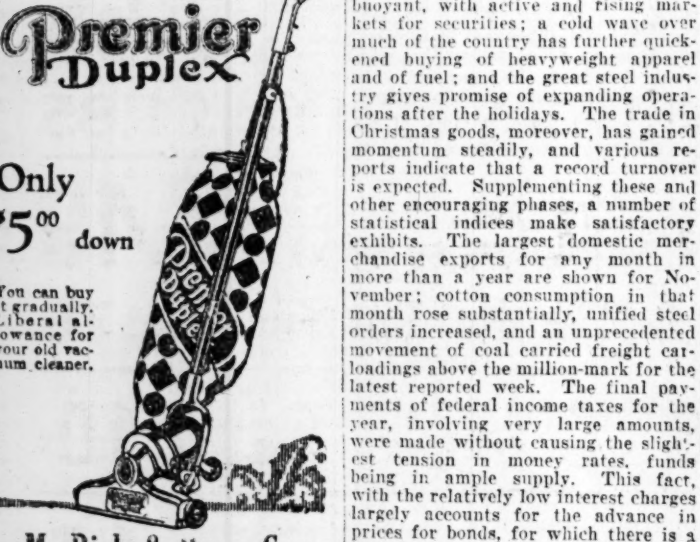 Premier
Duplex
Only
$5⁰⁰ down
You can buy
it gradually.
Liberal al-
lowance for
your old vac-
uum cleaner.
Premier
Duplex
buoyant, with active and rising mar-
kets for securities; a cold wave over
much of the country has further quick-
ened buying of heavyweight apparel
and of fuel; and the great steel indus-
try gives promise of expanding opera-
tions after the holidays. The trade in
Christmas goods, moreover, has gained
momentum steadily, and various re-
ports indicate that a record turnover
is expected. Supplementing these and
other encouraging phases, a number of
statistical indices make satisfactory
exhibits. The largest domestic mer-
chandise exports for any month in
more than a year are shown for No-
vember; cotton consumption in that
month rose substantially, unified steel
orders increased, and an unprecedented
movement of coal carried freight car-
loadings above the million-mark for the
latest reported week. The final pay-
ments of federal income taxes for the
year, involving very large amounts,
were made without causing the slight-
est tension in money rates, funds
being in ample supply. This fact,
with the relatively low interest charges
largely accounts for the advance in
prices for bonds, for which there is a